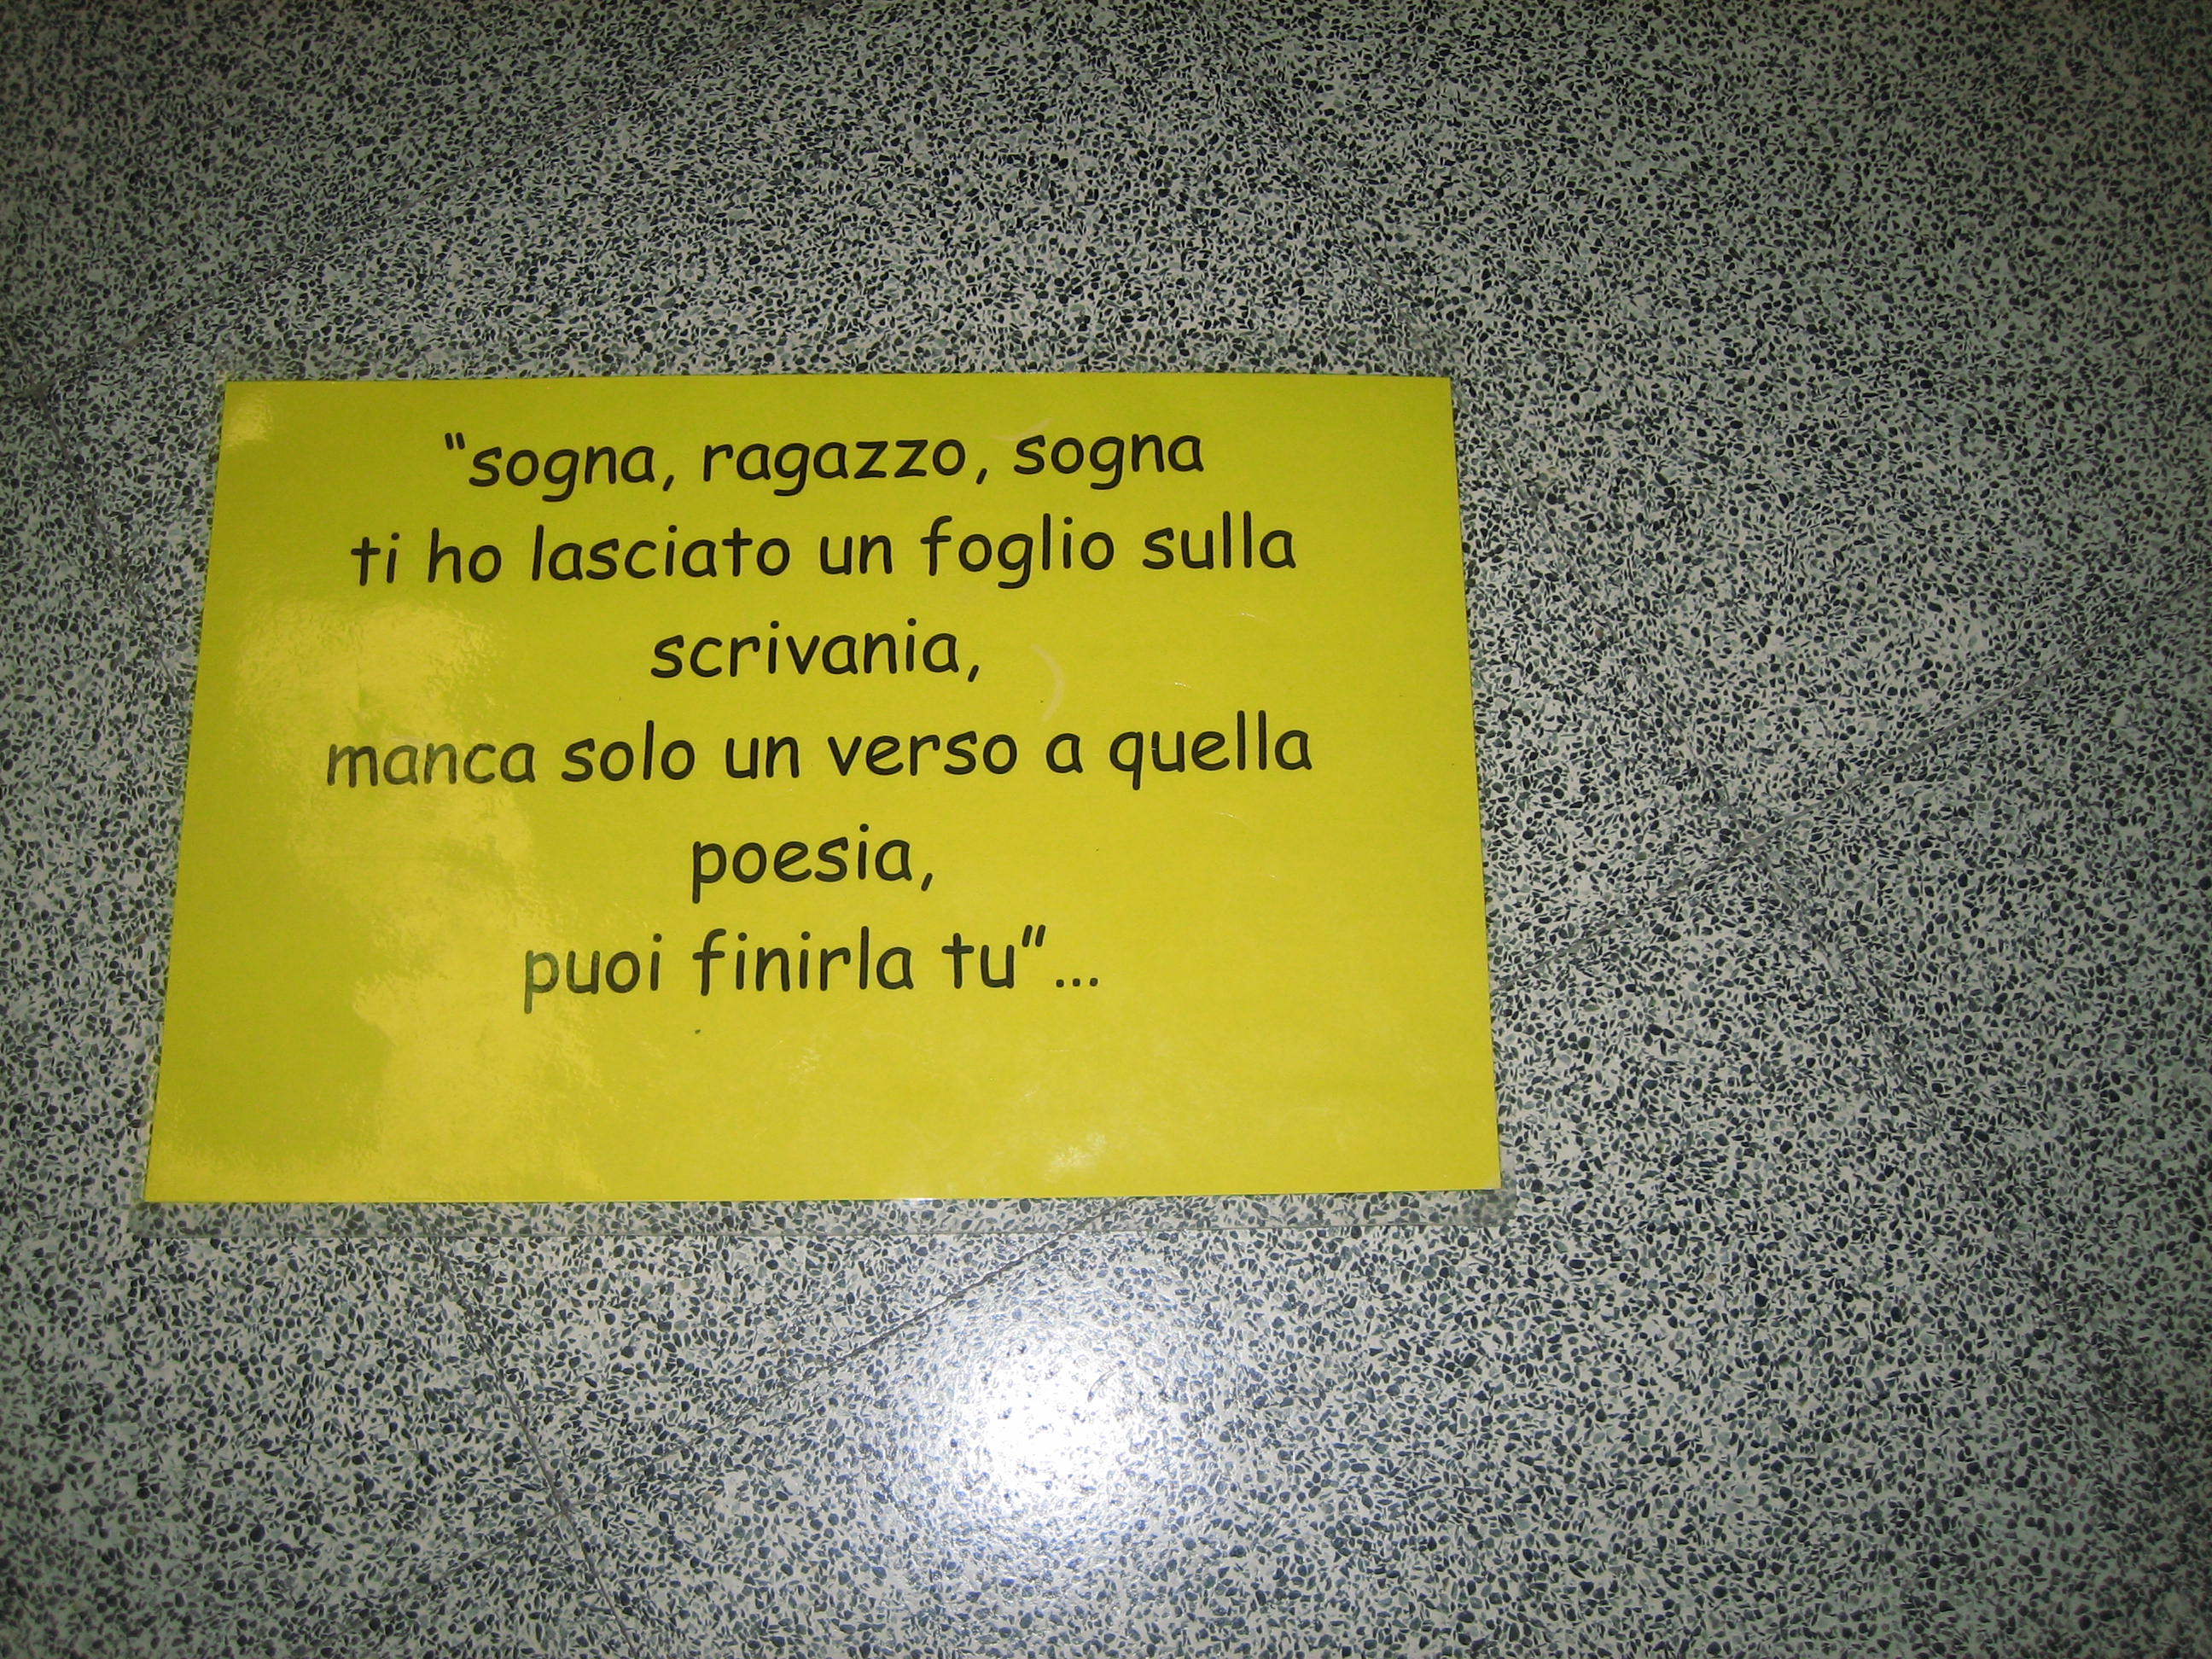 “sogna, ragazzo, sogna
ti ho lasciato un foglio sulla
scrivania,
manca solo un verso a quella
poesia,
puoi finirla tu”...